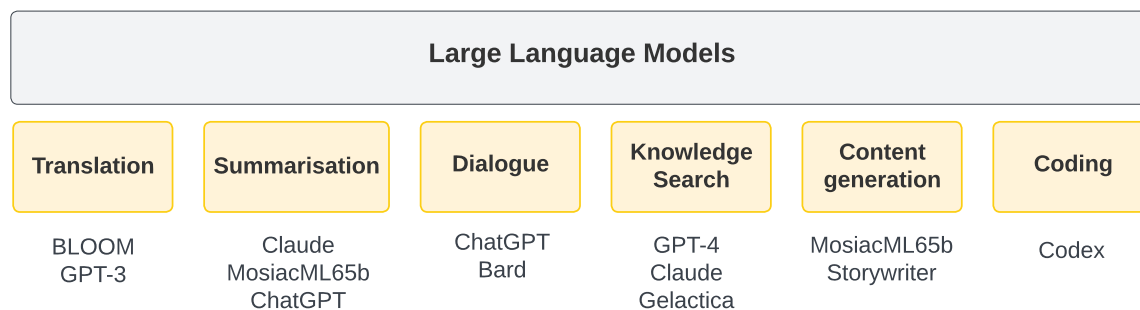 Large Language Models
Translation
Summarisation
Dialogue
Knowledge
Search
Content
generation
Coding
BLOOM
GPT-3
Claude
MosiacML65b
ChatGPT
ChatGPT
Bard
GPT-4
Claude
Gelactica
MosiacML65b
Storywriter
Codex